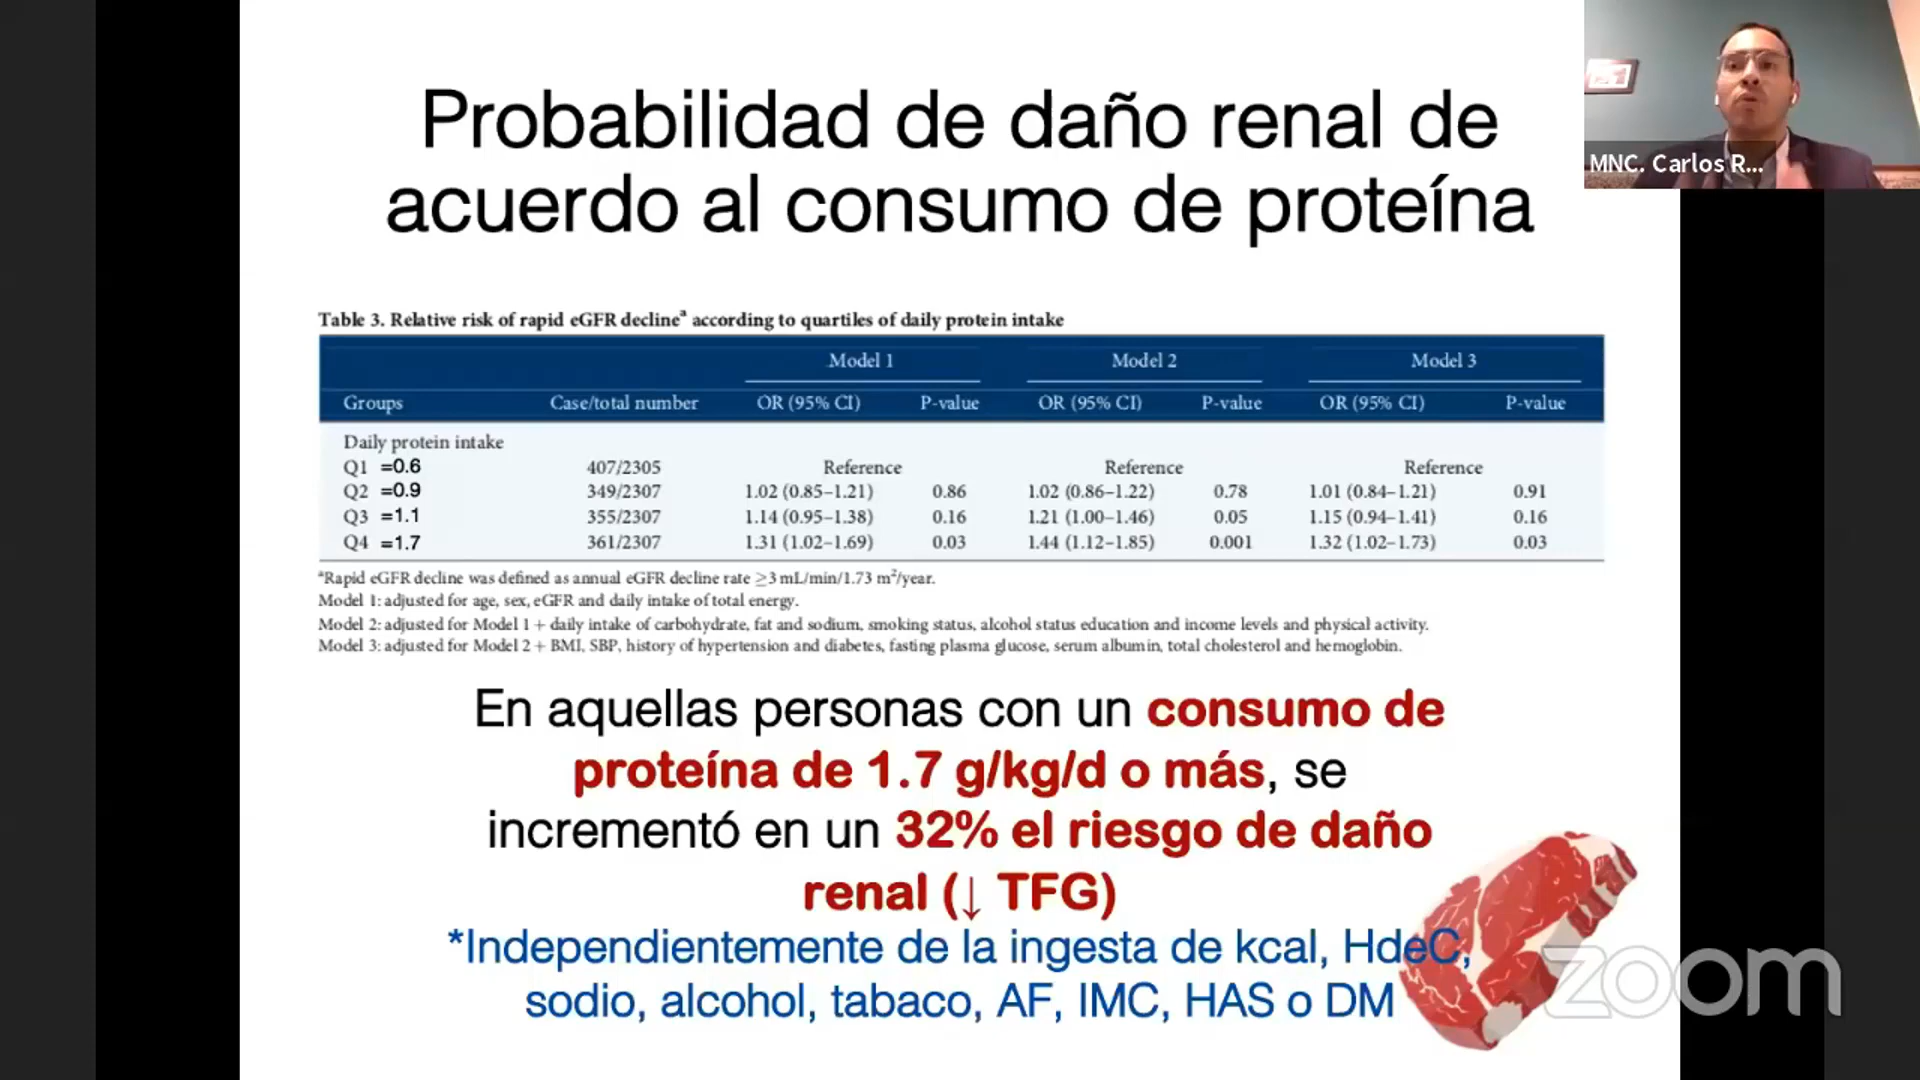 Probabilidad de daño renal de
acuerdo al consumo de proteína
MNC. Carlos R...
Table 3. Relative risk of rapid eGFR declineᵃ according to quartiles of daily protein intake
Model 1 Model 2 Model 3
Groups Case/total number OR (95% CI) P-value OR (95% CI) P-value OR (95% CI) P-value
Daily protein intake
Q1 =0.6 407/2305 Reference Reference Reference
Q2 =0.9 349/2307 1.02 (0.85–1.21) 0.86 1.02 (0.86–1.22) 0.78 1.01 (0.84–1.21) 0.91
Q3 =1.1 355/2307 1.14 (0.95–1.38) 0.16 1.21 (1.00–1.46) 0.05 1.15 (0.94–1.41) 0.16
Q4 =1.7 361/2307 1.31 (1.02–1.69) 0.03 1.44 (1.12–1.85) 0.001 1.32 (1.02–1.73) 0.03
ᵃRapid eGFR decline was defined as annual eGFR decline rate ≥3 mL/min/1.73 m²/year.
Model 1: adjusted for age, sex, eGFR and daily intake of total energy.
Model 2: adjusted for Model 1 + daily intake of carbohydrate, fat and sodium, smoking status, alcohol status education and income levels and physical activity.
Model 3: adjusted for Model 2 + BMI, SBP, history of hypertension and diabetes, fasting plasma glucose, serum albumin, total cholesterol and hemoglobin.
En aquellas personas con un consumo de
proteína de 1.7 g/kg/d o más, se
incrementó en un 32% el riesgo de daño
renal (↓ TFG)
*Independientemente de la ingesta de kcal, HdeC,
sodio, alcohol, tabaco, AF, IMC, HAS o DM
zoom